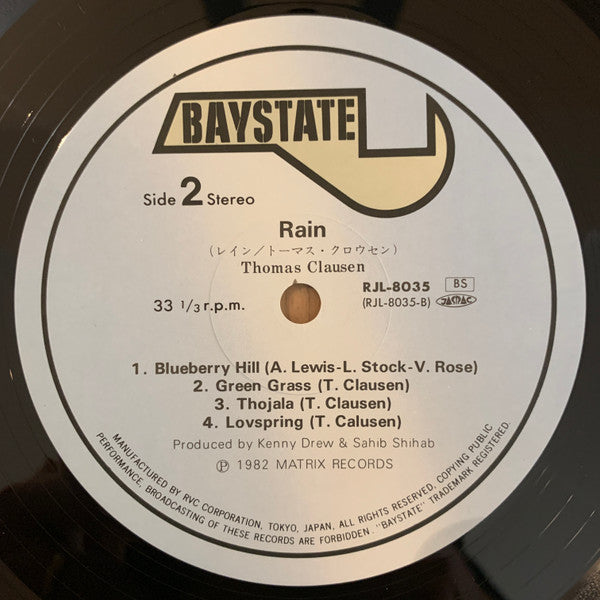 BAYSTATE
Side 2 Stereo
Rain
(レイン/トーマス・クロウセン)
Thomas Clausen
33 1/3 r.p.m.
RJL-8035 BS
(RJL-8035-B) JASRAC
1. Blueberry Hill (A. Lewis-L. Stock-V. Rose)
2. Green Grass (T. Clausen)
3. Thojala (T. Clausen)
4. Lovspring (T. Calusen)
Produced by Kenny Drew & Sahib Shihab
Ⓟ 1982 MATRIX RECORDS
MANUFACTURED BY RVC CORPORATION, TOKYO, JAPAN. ALL RIGHTS RESERVED, COPYING PUBLIC
PERFORMANCE, BROADCASTING OF THESE RECORDS ARE FORBIDDEN. "BAYSTATE" TRADEMARK REGISTERED.